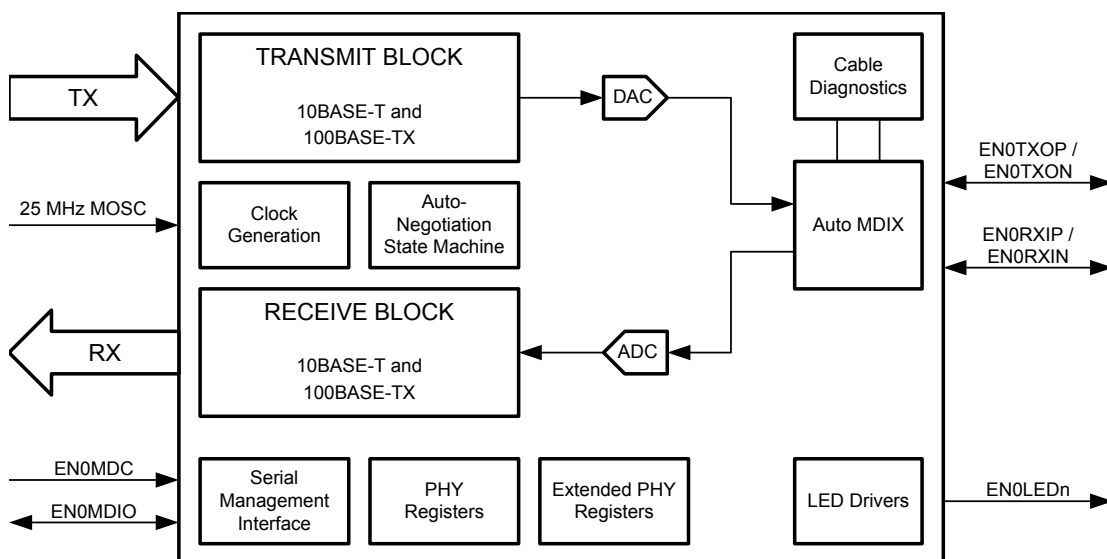 TX
TRANSMIT BLOCK
10BASE-T and
100BASE-TX
DAC
Cable
Diagnostics
25 MHz MOSC
Clock
Generation
Auto-
Negotiation
State Machine
Auto MDIX
EN0TXOP /
EN0TXON
EN0RXIP /
EN0RXIN
RX
RECEIVE BLOCK
10BASE-T and
100BASE-TX
ADC
EN0MDC
EN0MDIO
Serial
Management
Interface
PHY
Registers
Extended PHY
Registers
LED Drivers
EN0LEDn